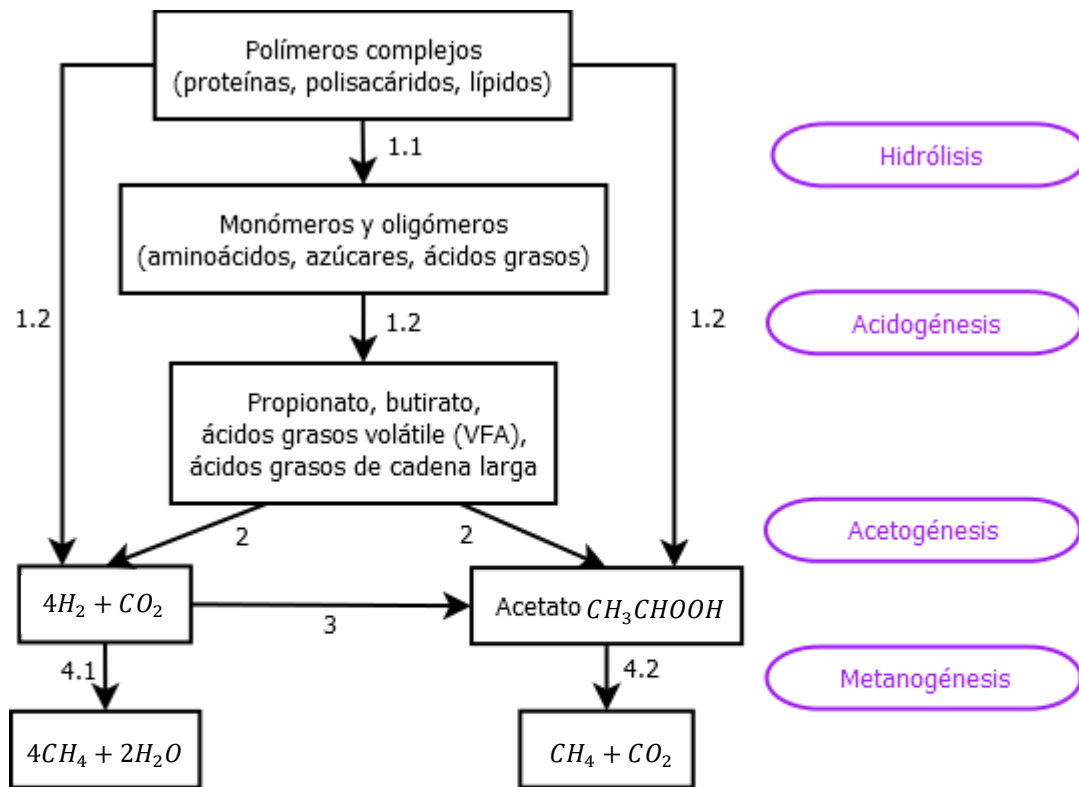 Polímeros complejos
(proteínas, polisacáridos, lípidos)
1.1
Hidrólisis
Monómeros y oligómeros
(aminoácidos, azúcares, ácidos grasos)
1.2
1.2
1.2
Acidogénesis
Propionato, butirato,
ácidos grasos volátile (VFA),
ácidos grasos de cadena larga
2
2
Acetogénesis
4H₂ + CO₂
3
Acetato CH₃CHOOH
4.1
4.2
Metanogénesis
4CH₄ + 2H₂O
CH₄ + CO₂